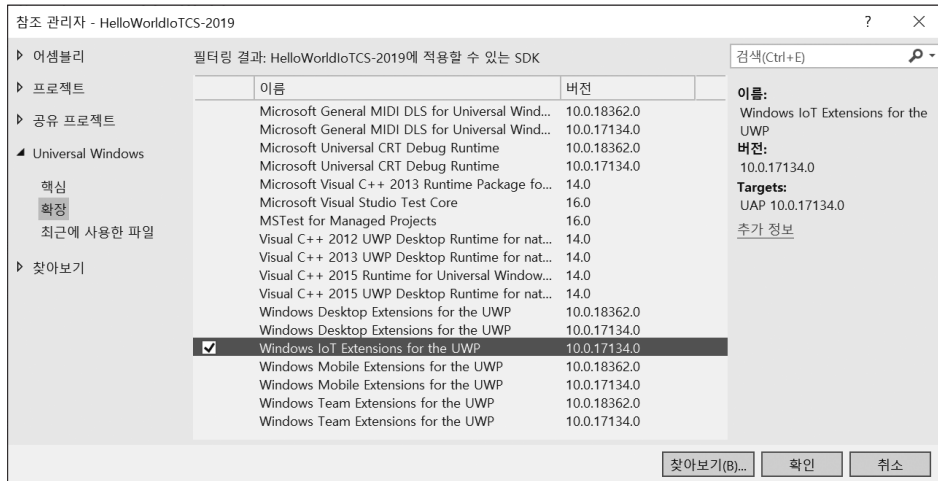 참조 관리자 - HelloWorldIoTCS-2019
? ×
어셈블리
프로젝트
공유 프로젝트
Universal Windows
핵심
확장
최근에 사용한 파일
찾아보기
필터링 결과: HelloWorldIoTCS-2019에 적용할 수 있는 SDK
이름 버전
Microsoft General MIDI DLS for Universal Wind... 10.0.18362.0
Microsoft General MIDI DLS for Universal Wind... 10.0.17134.0
Microsoft Universal CRT Debug Runtime 10.0.18362.0
Microsoft Universal CRT Debug Runtime 10.0.17134.0
Microsoft Visual C++ 2013 Runtime Package fo... 14.0
Microsoft Visual Studio Test Core 16.0
MSTest for Managed Projects 16.0
Visual C++ 2012 UWP Desktop Runtime for nat... 14.0
Visual C++ 2013 UWP Desktop Runtime for nat... 14.0
Visual C++ 2015 Runtime for Universal Window... 14.0
Visual C++ 2015 UWP Desktop Runtime for nat... 14.0
Windows Desktop Extensions for the UWP 10.0.18362.0
Windows Desktop Extensions for the UWP 10.0.17134.0
Windows IoT Extensions for the UWP 10.0.17134.0
Windows Mobile Extensions for the UWP 10.0.18362.0
Windows Mobile Extensions for the UWP 10.0.17134.0
Windows Team Extensions for the UWP 10.0.18362.0
Windows Team Extensions for the UWP 10.0.17134.0
검색(Ctrl+E)
이름:
Windows IoT Extensions for the
UWP
버전:
10.0.17134.0
Targets:
UAP 10.0.17134.0
추가 정보
찾아보기(B)... 확인 취소